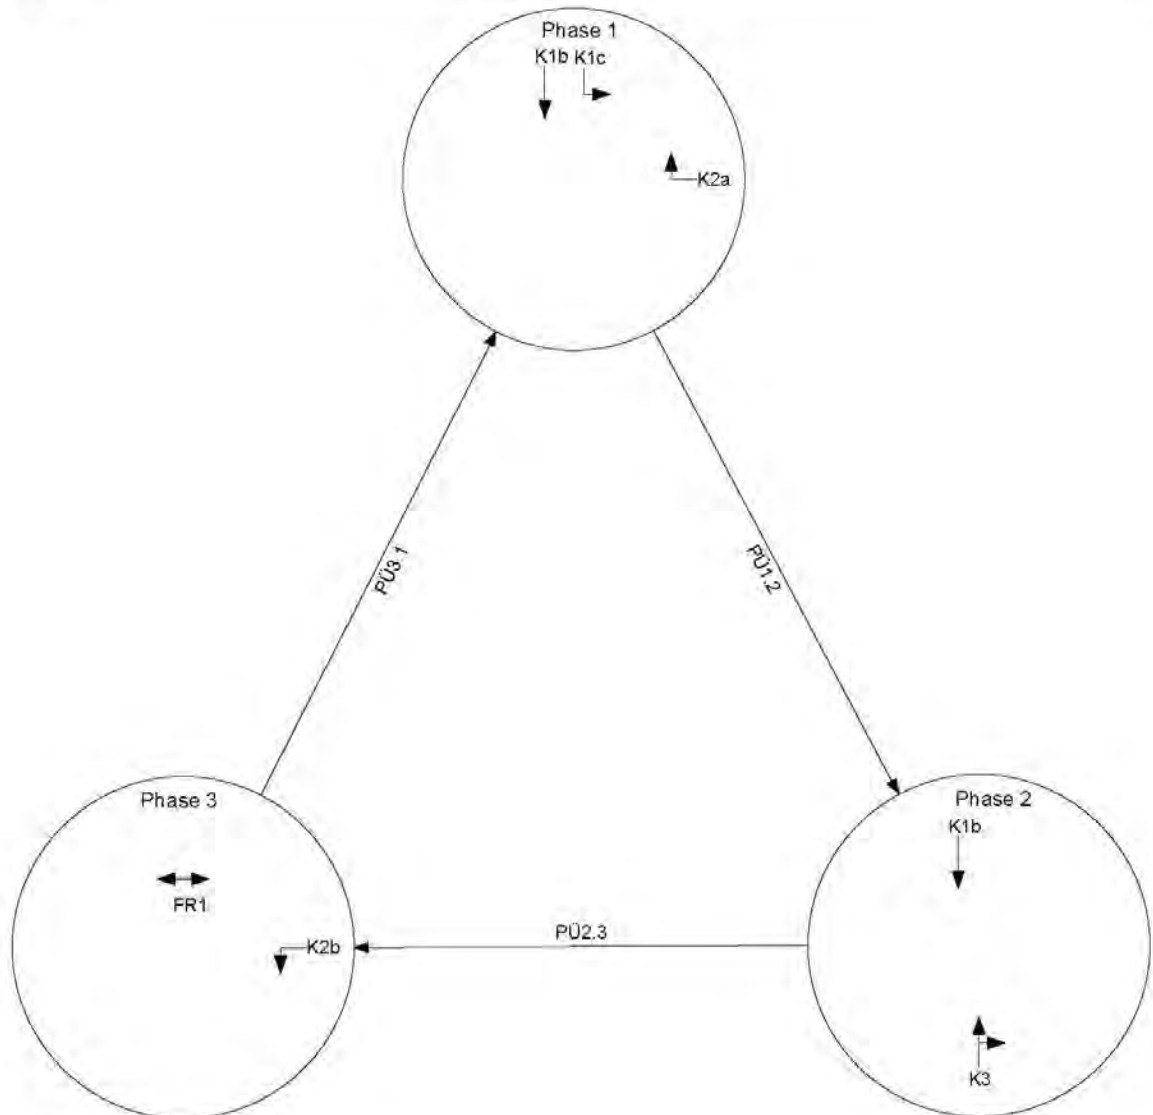 Phase 1
K1b K1c
K2a
PÜ3.1
PÜ1.2
Phase 3
FR1
K2b
PÜ2.3
Phase 2
K1b
K3